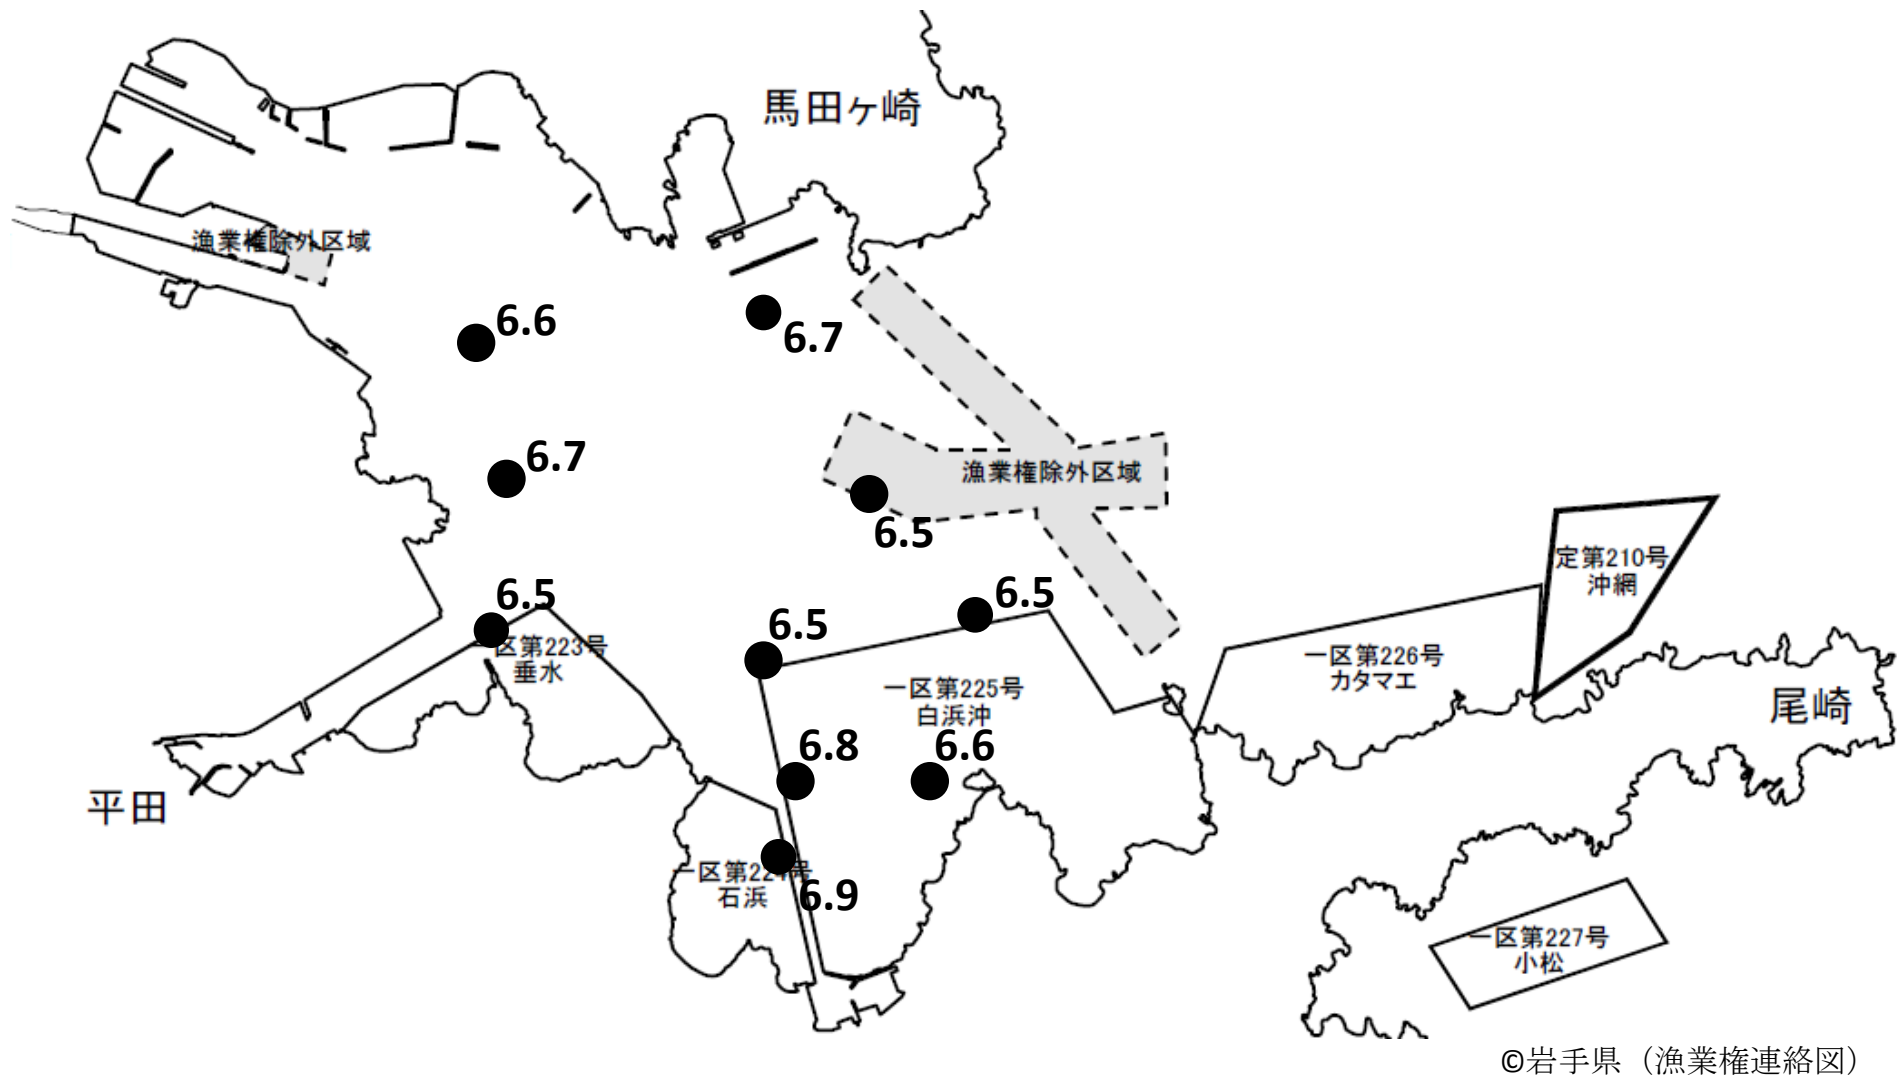 馬田ヶ崎
漁業権除外区域
6.6
6.7
6.7
漁業権除外区域
6.5
定第210号
沖網
6.5
6.5
6.5
一区第223号
垂水
一区第226号
カタマエ
一区第225号
白浜沖
尾崎
6.8
6.6
平田
一区第224号
石浜
6.9
一区第227号
小松
©岩手県（漁業権連絡図）